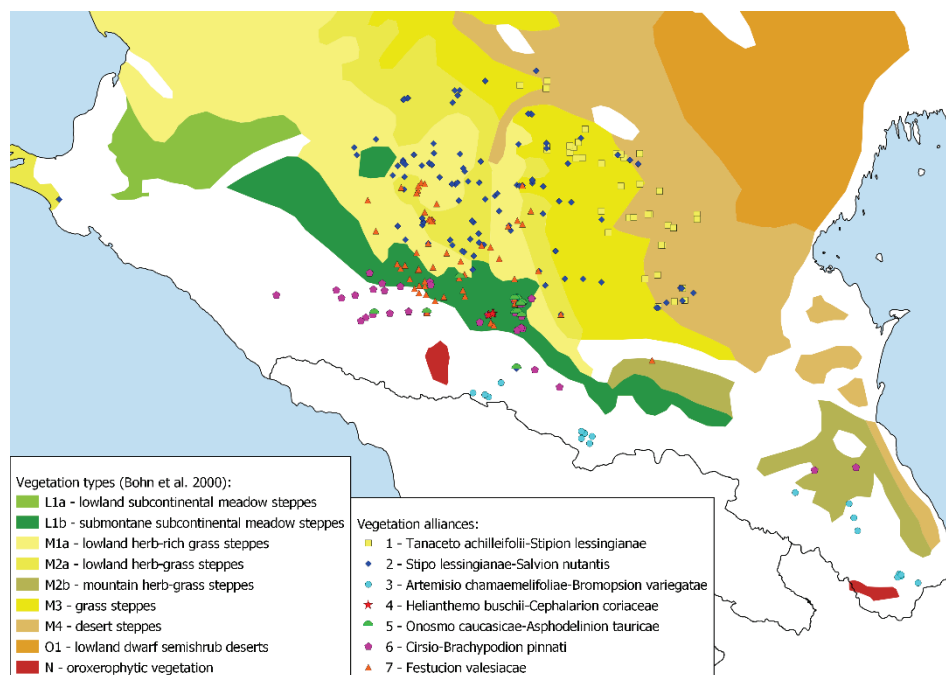 Vegetation types (Bohn et al. 2000):
L1a - lowland subcontinental meadow steppes
L1b - submontane subcontinental meadow steppes
M1a - lowland herb-rich grass steppes
M2a - lowland herb-grass steppes
M2b - mountain herb-grass steppes
M3 - grass steppes
M4 - desert steppes
O1 - lowland dwarf semishrub deserts
N - oroxerophytic vegetation
Vegetation alliances:
1 - Tanaceto achilleifolii-Stipion lessingianae
2 - Stipo lessingianae-Salvion nutantis
3 - Artemisio chamaemelifoliae-Bromopsion variegatae
4 - Helianthemo buschii-Cephalarion coriaceae
5 - Onosmo caucasicae-Asphodelinion tauricae
6 - Cirsio-Brachypodion pinnati
7 - Festucion valesiacae